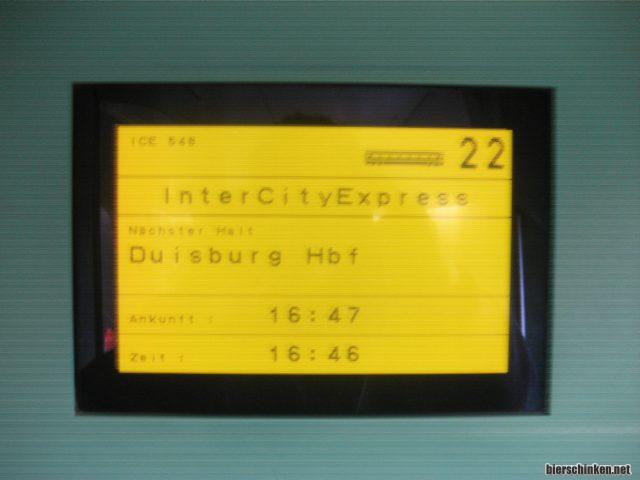 ICE 548
22
InterCityExpress
Nächster Halt
Duisburg Hbf
Ankunft : 16:47
Zeit : 16:46
bierschinken.net